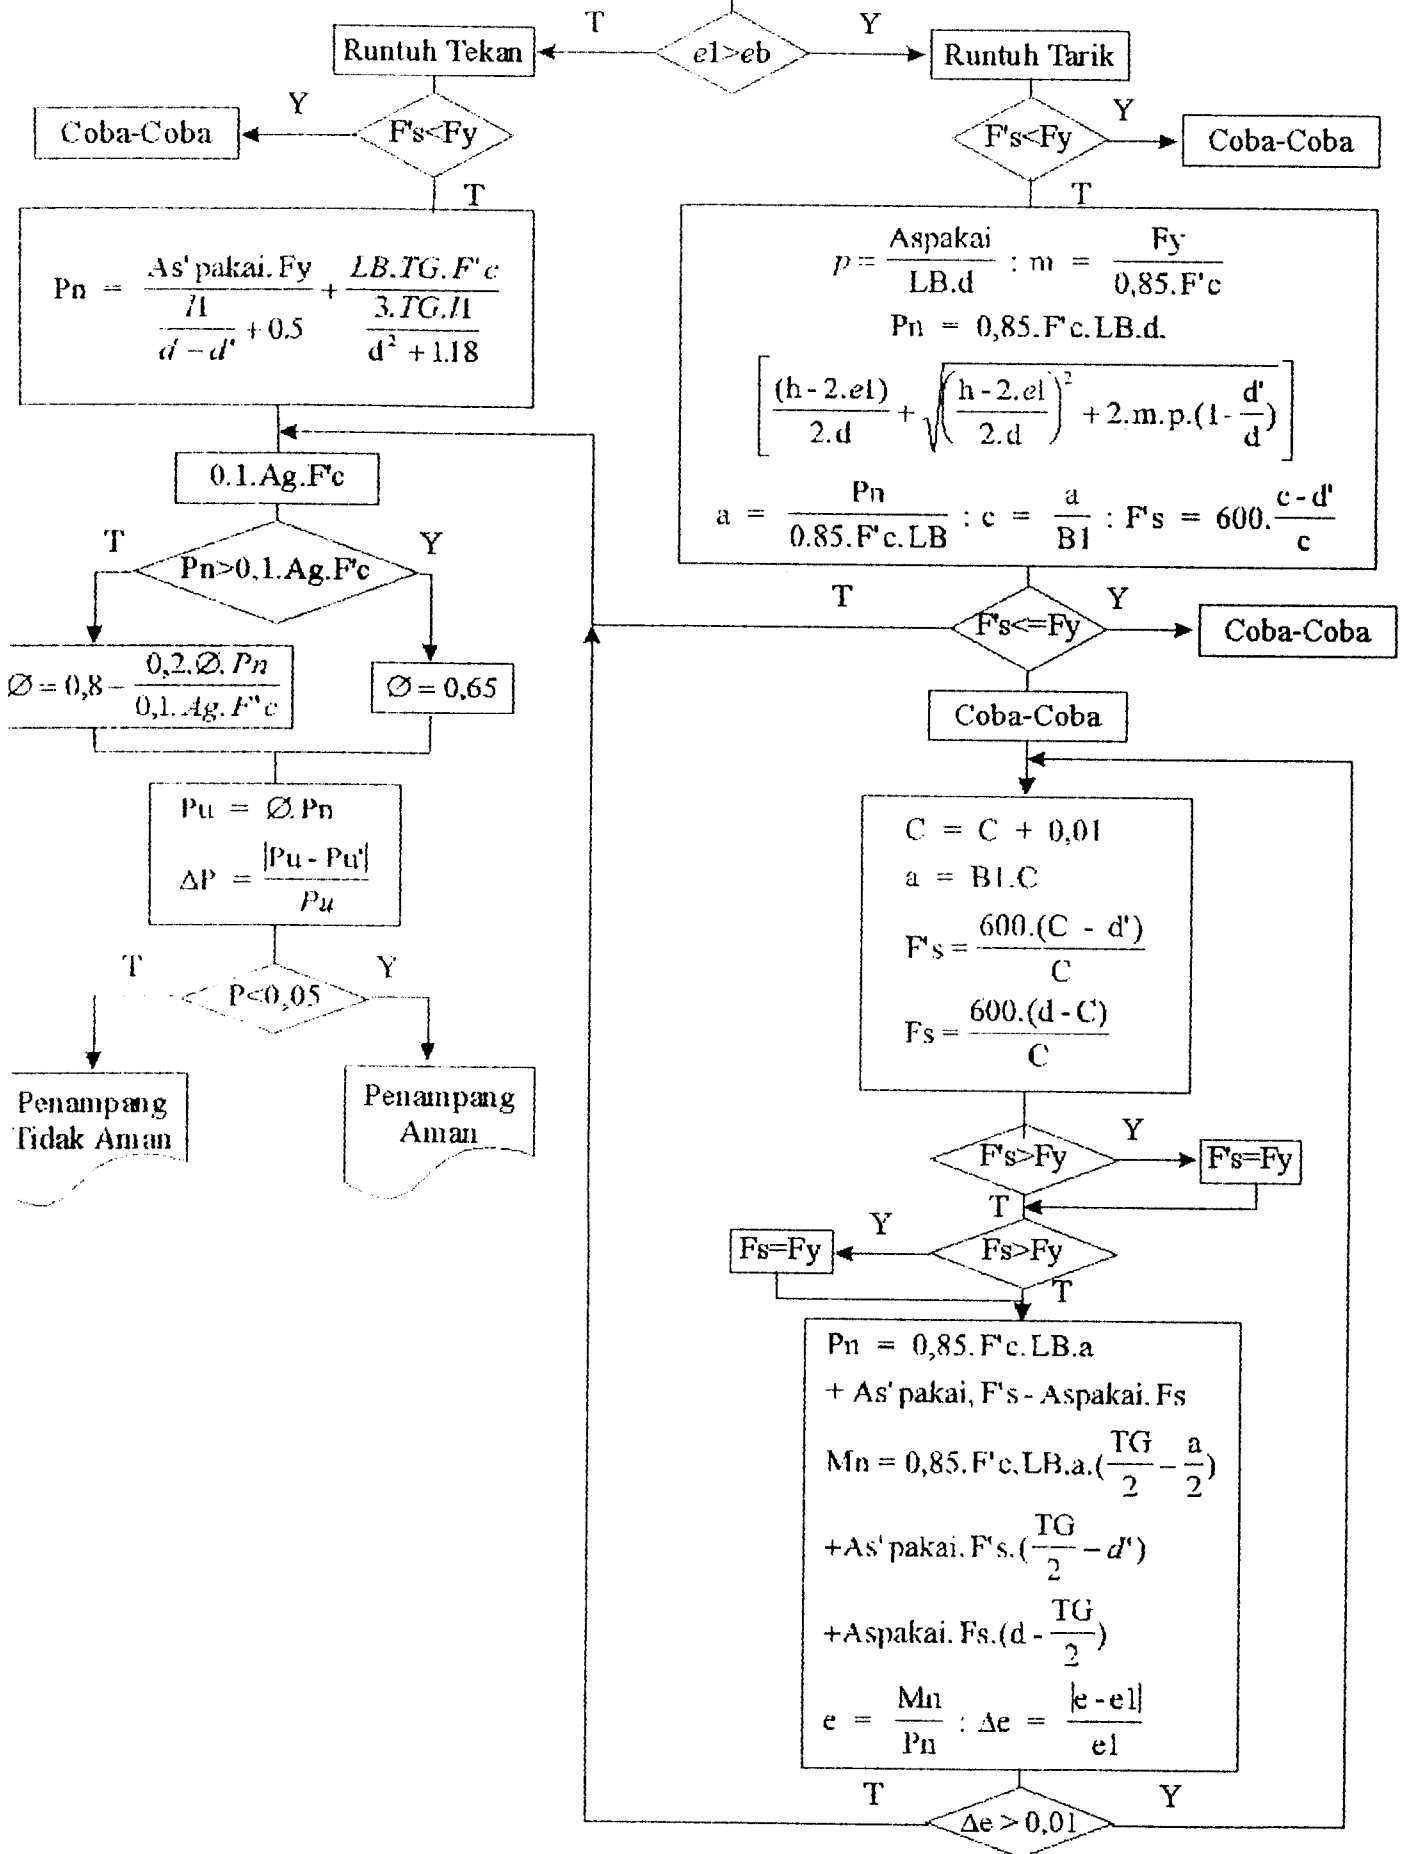 T
Y
e1>eb
Runtuh Tekan
Runtuh Tarik
Y
F's<Fy
Coba-Coba
T
Pn = As'pakai.Fy / (/1 / (d - d') + 0.5) + LB.TG.F'c / (3.TG./1 / (d² + 1.18))
0.1.Ag.F'c
T
Y
Pn>0,1.Ag.F'c
Ø = 0,8 - 0,2.Ø.Pn / 0,1.Ag.F'c
Ø = 0,65
Pu = Ø.Pn
ΔP = |Pu - Pu'| / Pu
T
Y
P<0,05
Penampang
Tidak Aman
Penampang
Aman
Y
F's<Fy
Coba-Coba
T
p = Aspakai / LB.d : m = Fy / 0,85.F'c
Pn = 0,85.F'c.LB.d.
[(h - 2.e1) / 2.d + √((h - 2.e1 / 2.d)² + 2.m.p.(1 - d' / d))]
a = Pn / 0.85.F'c.LB : c = a / B1 : F's = 600. c - d' / c
T
Y
F's<=Fy
Coba-Coba
Coba-Coba
C = C + 0,01
a = B1.C
F's = 600.(C - d') / C
Fs = 600.(d - C) / C
Y
F's>Fy
F's=Fy
T
Y
Fs=Fy
Fs>Fy
T
Pn = 0,85.F'c.LB.a
+ As'pakai, F's - Aspakai.Fs
Mn = 0,85.F'c.LB.a.(TG / 2 - a / 2)
+As'pakai.F's.(TG / 2 - d')
+Aspakai.Fs.(d - TG / 2)
e = Mn / Pn : Δe = |e - e1| / e1
T
Y
Δe > 0,01